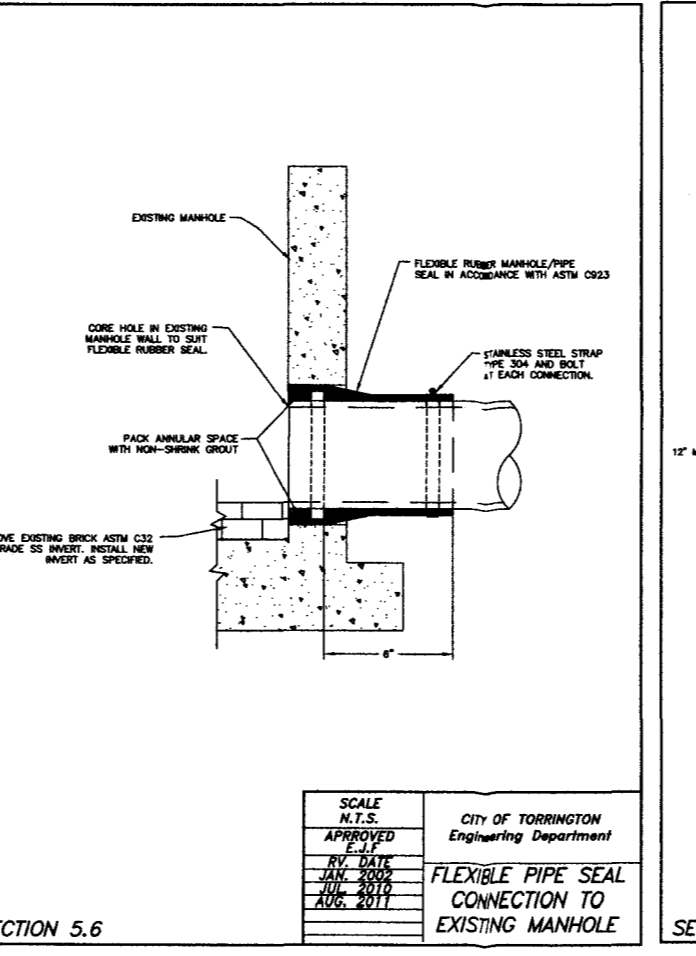 EXISTING MANHOLE
FLEXIBLE RUBBER MANHOLE/PIPE
SEAL IN ACCORDANCE WITH ASTM C923
CORE HOLE IN EXISTING
MANHOLE WALL TO SUIT
FLEXIBLE RUBBER SEAL.
STAINLESS STEEL STRAP
TYPE 304 AND BOLT
AT EACH CONNECTION.
PACK ANNULAR SPACE
WITH NON-SHRINK GROUT
12"
OVE EXISTING BRICK ASTM C32
RADE SS INVERT. INSTALL NEW
INVERT AS SPECIFIED.
6"
SCALE
N.T.S.
APRROVED
E.J.F
RV. DATE
JAN. 2002
JUL. 2010
AUG. 2011
CITY OF TORRINGTON
Engineering Department
FLEXIBLE PIPE SEAL
CONNECTION TO
EXISTING MANHOLE
CTION 5.6
SE